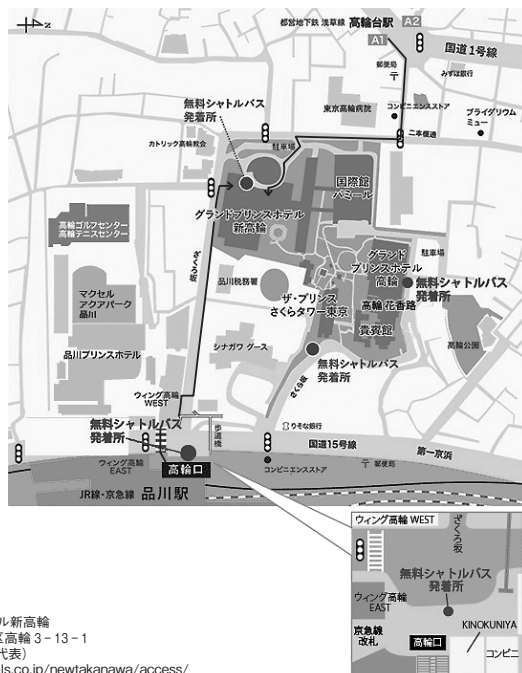 N
都営地下鉄 浅草線 高輪台駅 A2
A1
国道1号線
郵便局
みずほ銀行
無料シャトルバス
発着所
東京高輪病院
コンビニエンスストア
プライダリウム
ミュー
二本榎通
カトリック高輪教会
駐車場
国際館
パミール
グランドプリンスホテル
新高輪
高輪ゴルフセンター
高輪テニスセンター
ざくろ坂
グランド
プリンスホテル
高輪
駐車場
品川税務署
無料シャトルバス
発着所
マクセル
アクアパーク
品川
ザ・プリンス
さくらタワー東京
高輪 花香路
貴賓館
高輪公園
シナガワ グース
品川プリンスホテル
無料シャトルバス
発着所
さくら坂
ウィング高輪
WEST
無料シャトルバス
発着所
歩道橋
りそな銀行
国道15号線
第一京浜
ウィング高輪
EAST
高輪口
コンビニエンスストア
郵便局
JR線・京急線 品川駅
ウィング高輪 WEST
ざくろ坂
無料シャトルバス
発着所
ウィング高輪
EAST
京急線
改札
高輪口
KINOKUNIYA
コンビニ
ル新高輪
区高輪 3-13-1
代表）
ls.co.jp/newtakanawa/access/